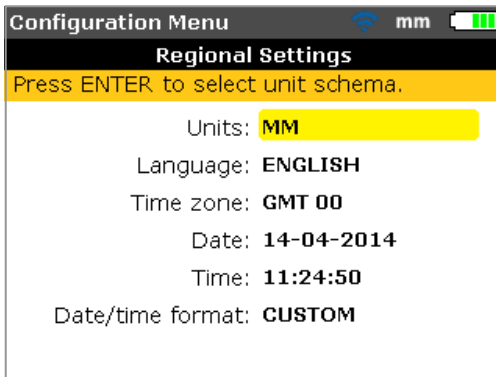 Configuration Menu mm
Regional Settings
Press ENTER to select unit schema.
Units: MM
Language: ENGLISH
Time zone: GMT 00
Date: 14-04-2014
Time: 11:24:50
Date/time format: CUSTOM